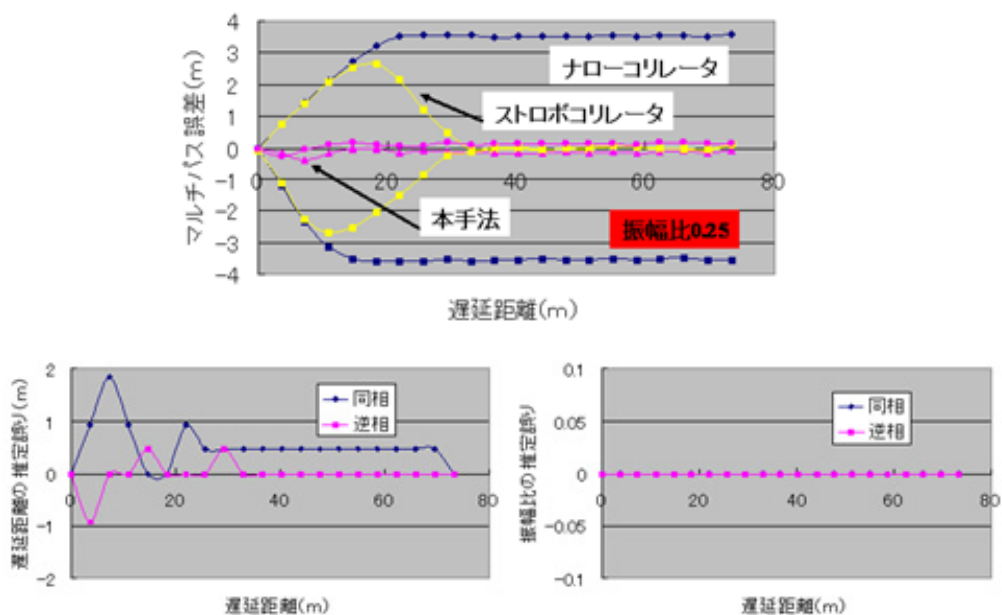 マルチパス誤差(m)
4
3
2
1
0
-1
-2
-3
-4
0
20
40
60
80
ナローコリレータ
ストロボコリレータ
本手法
振幅比0.25
遅延距離(m)
遅延距離の推定誤り(m)
2
1
0
-1
-2
0
20
40
60
80
同相
逆相
遅延距離(m)
振幅比の推定誤り
0.1
0.05
0
-0.05
-0.1
0
20
40
60
80
同相
逆相
遅延距離(m)